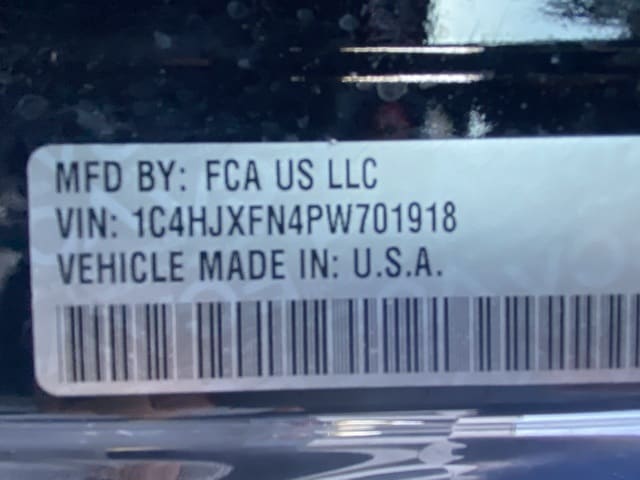 MFD BY: FCA US LLC
VIN: 1C4HJXFN4PW701918
VEHICLE MADE IN: U.S.A.